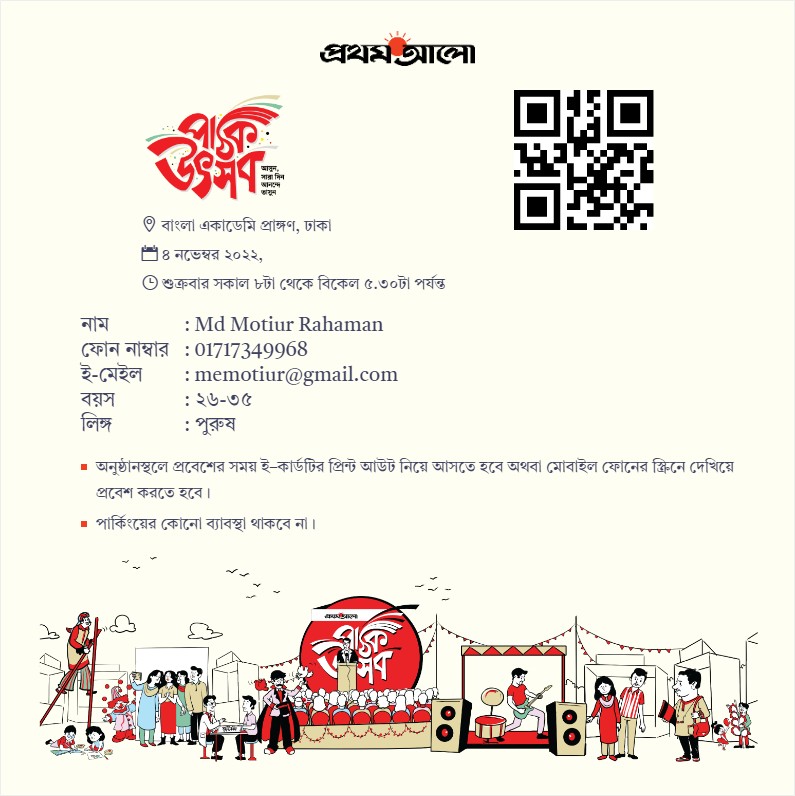 প্রথম আলো
পাঠক
উৎসব
আসুন,
সারা দিন
আনন্দে
ভাসুন
বাংলা একাডেমি প্রাঙ্গণ, ঢাকা
৪ নভেম্বর ২০২২,
শুক্রবার সকাল ৮টা থেকে বিকেল ৫.৩০টা পর্যন্ত
নাম : Md Motiur Rahaman
ফোন নাম্বার : 01717349968
ই-মেইল : memotiur@gmail.com
বয়স : ২৬-৩৫
লিঙ্গ : পুরুষ
অনুষ্ঠানস্থলে প্রবেশের সময় ই-কার্ডটির প্রিন্ট আউট নিয়ে আসতে হবে অথবা মোবাইল ফোনের স্ক্রিনে দেখিয়ে
প্রবেশ করতে হবে।
পার্কিংয়ের কোনো ব্যাবস্থা থাকবে না।
প্রথম আলো
পাঠক
উৎসব